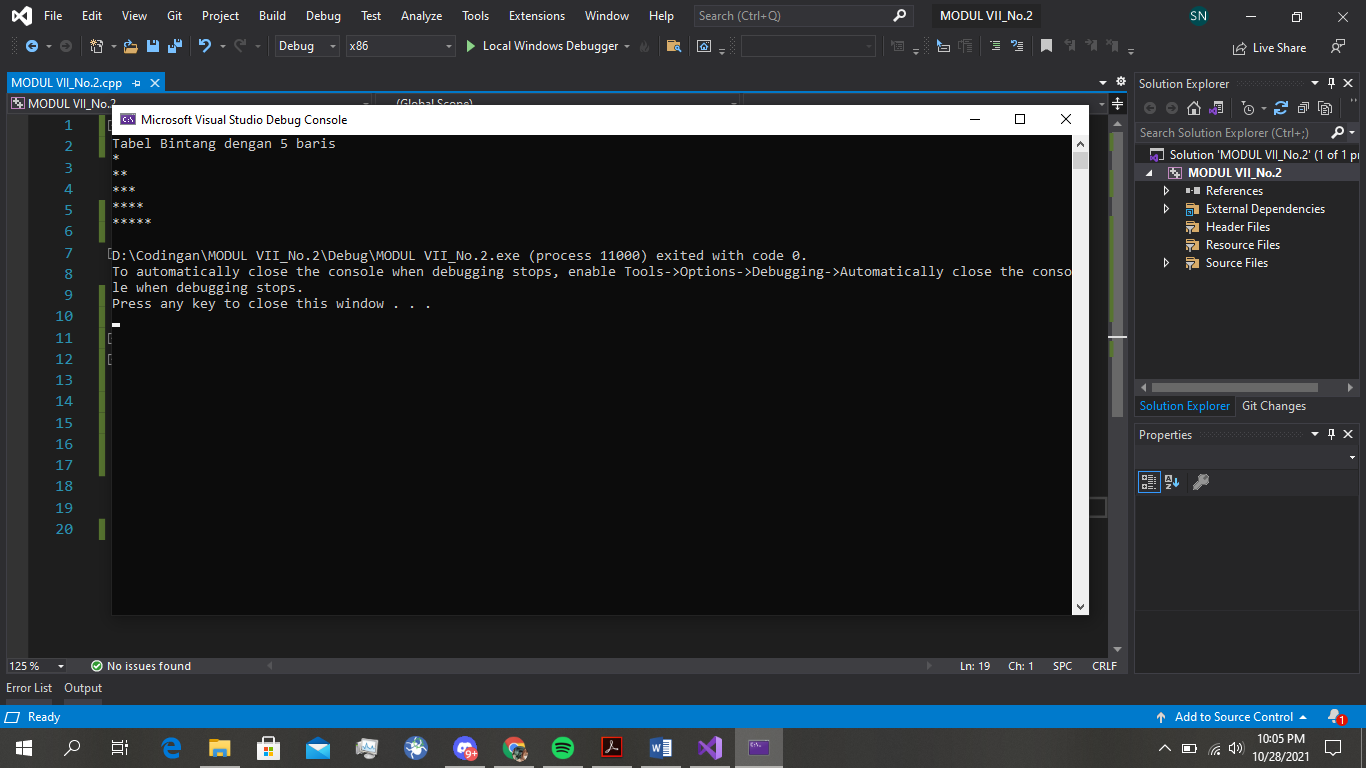 File Edit View Git Project Build Debug Test Analyze Tools Extensions Window Help Search (Ctrl+Q) MODUL VII_No.2 SN
Debug x86 Local Windows Debugger Live Share
MODUL VII_No.2.cpp
MODUL VII_No.2 (Global Scope)
Microsoft Visual Studio Debug Console
Tabel Bintang dengan 5 baris
*
**
***
****
*****
D:\Codingan\MODUL VII_No.2\Debug\MODUL VII_No.2.exe (process 11000) exited with code 0.
To automatically close the console when debugging stops, enable Tools->Options->Debugging->Automatically close the conso
le when debugging stops.
Press any key to close this window . . .
1
2
3
4
5
6
7
8
9
10
11
12
13
14
15
16
17
18
19
20
Solution Explorer
Search Solution Explorer (Ctrl+;)
Solution 'MODUL VII_No.2' (1 of 1 pr
MODUL VII_No.2
References
External Dependencies
Header Files
Resource Files
Source Files
Solution Explorer Git Changes
Properties
125 % No issues found Ln: 19 Ch: 1 SPC CRLF
Error List Output
Ready Add to Source Control 1
9+
10:05 PM
10/28/2021